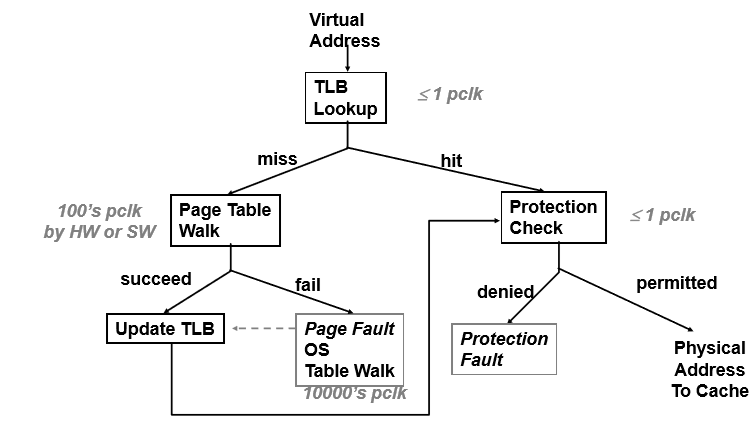 Virtual
Address
TLB
Lookup
≤ 1 pclk
miss
hit
100's pclk
by HW or SW
Page Table
Walk
Protection
Check
≤ 1 pclk
succeed
fail
denied
permitted
Update TLB
Page Fault
OS
Table Walk
10000's pclk
Protection
Fault
Physical
Address
To Cache